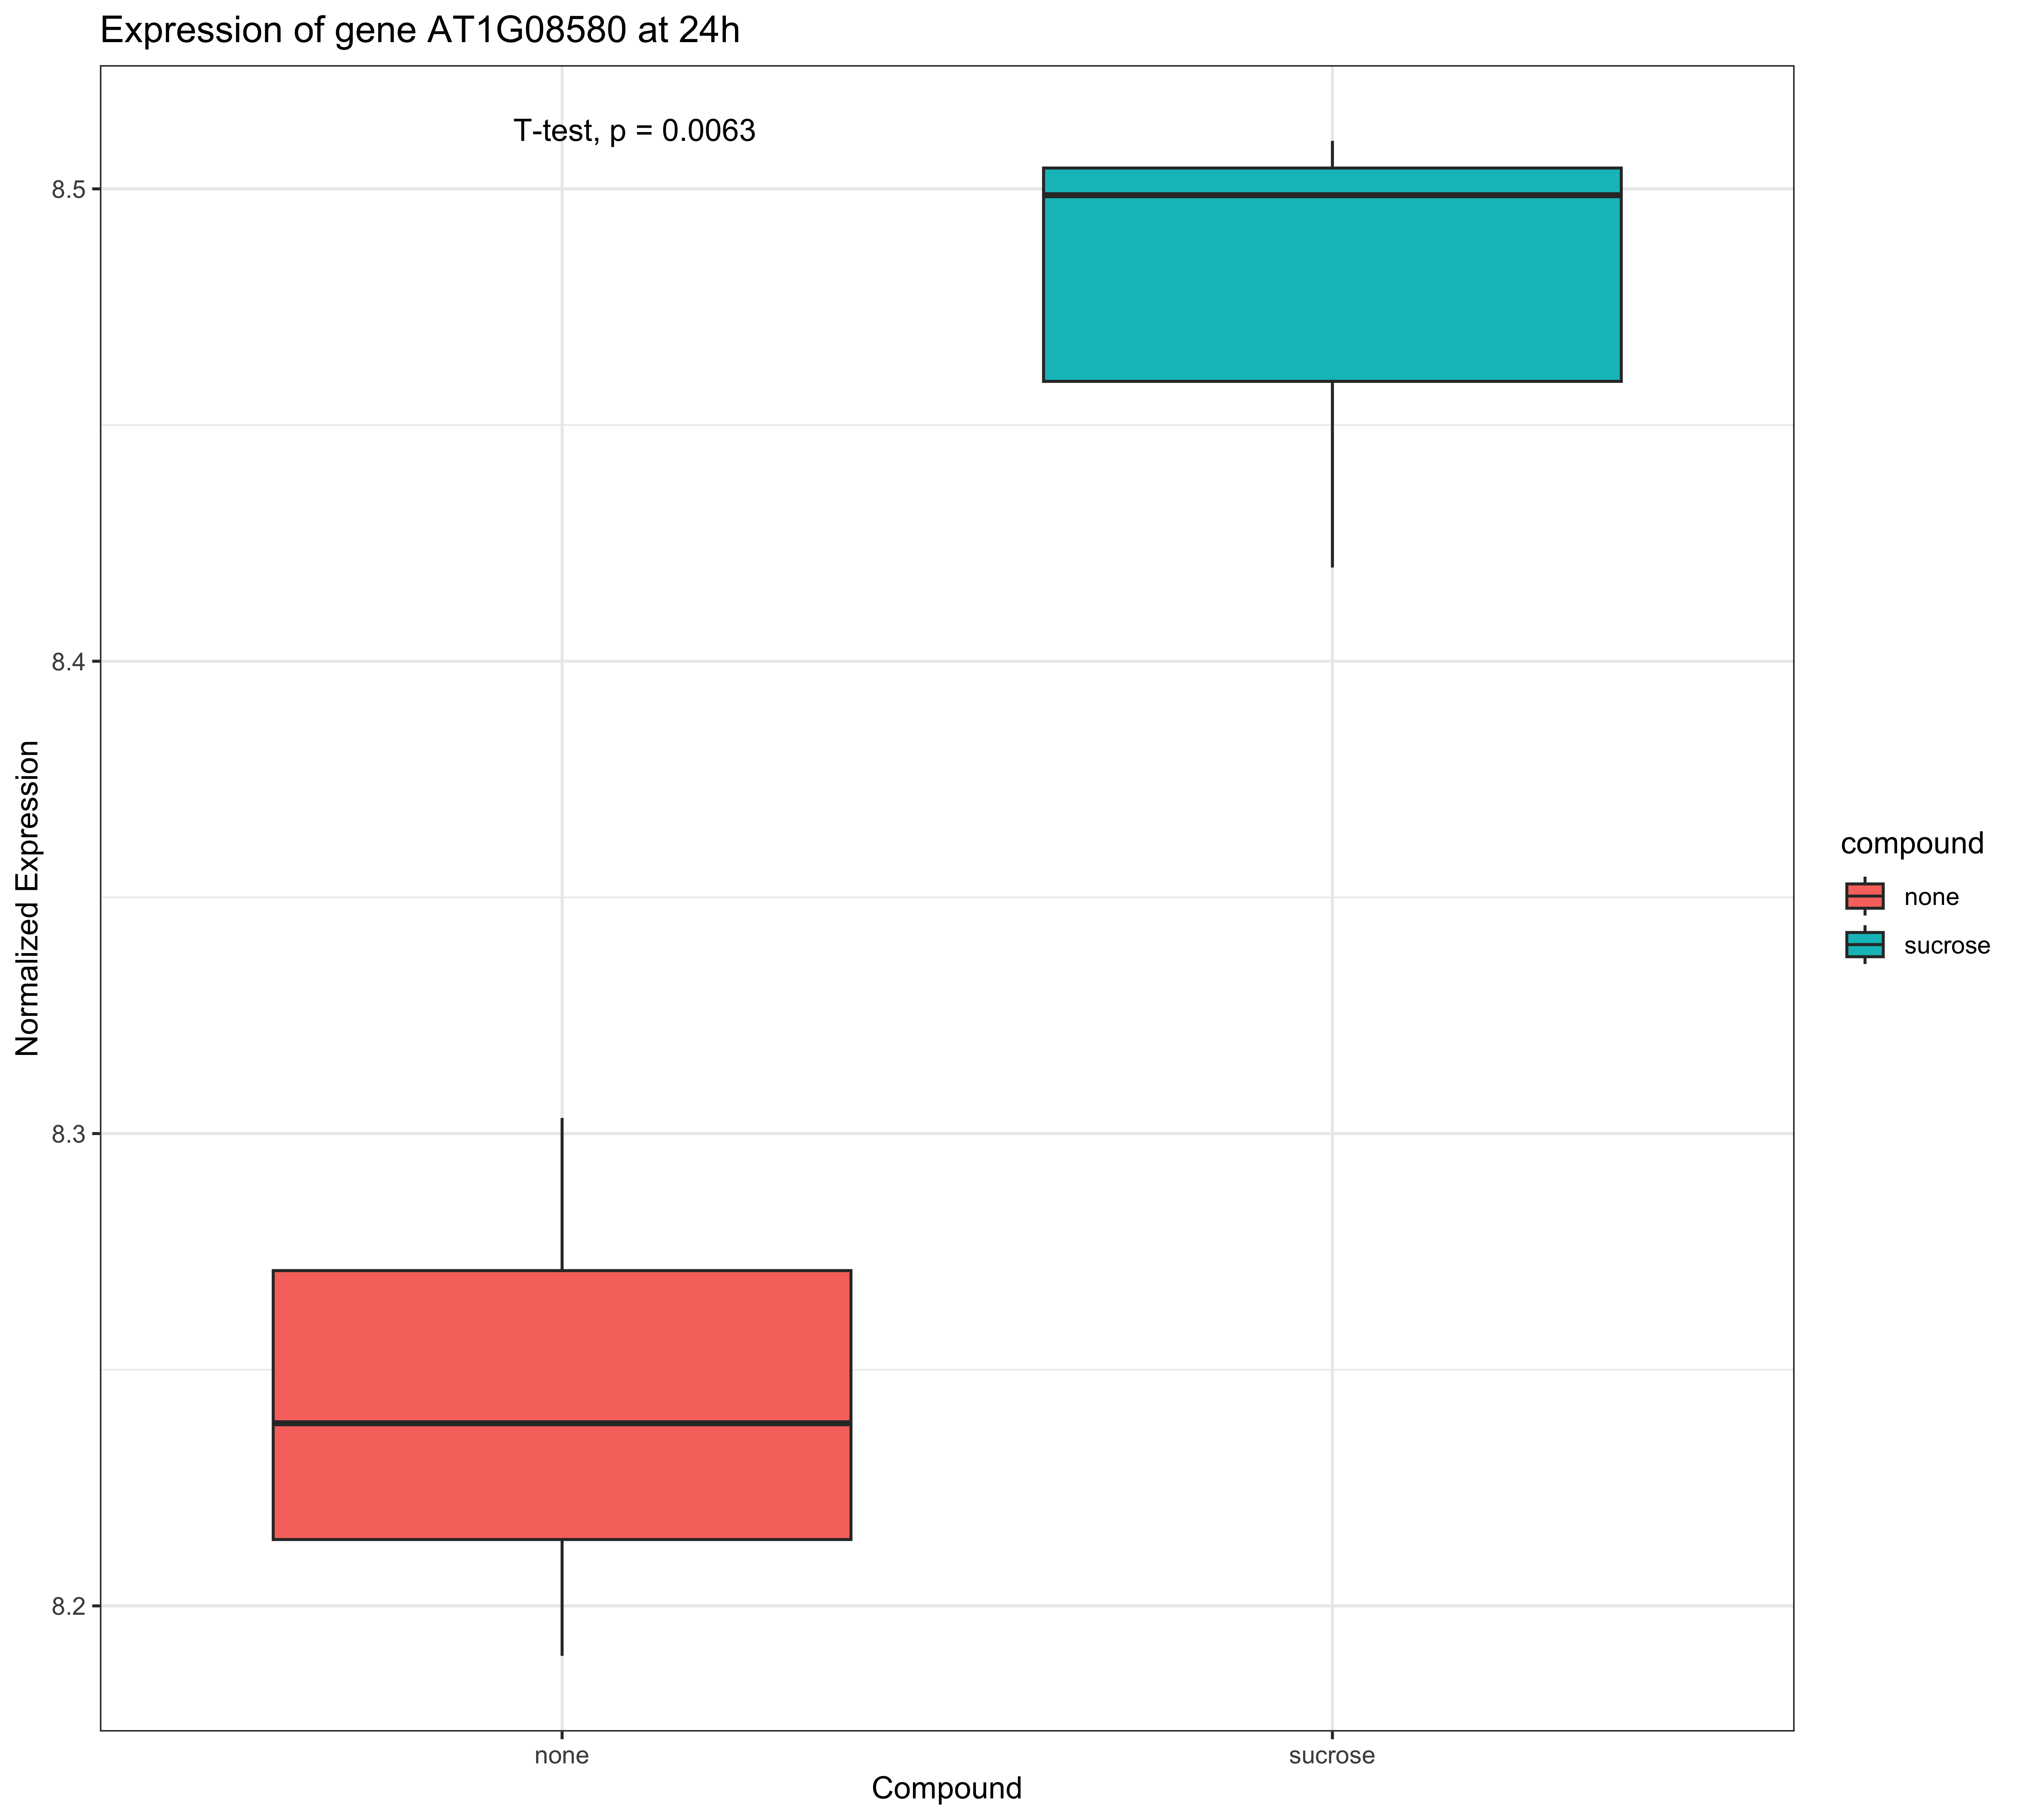 Expression of gene AT1G08580 at 24h
T-test, p = 0.0063
8.5
8.4
8.3
8.2
Normalized Expression
none
sucrose
Compound
compound
none
sucrose